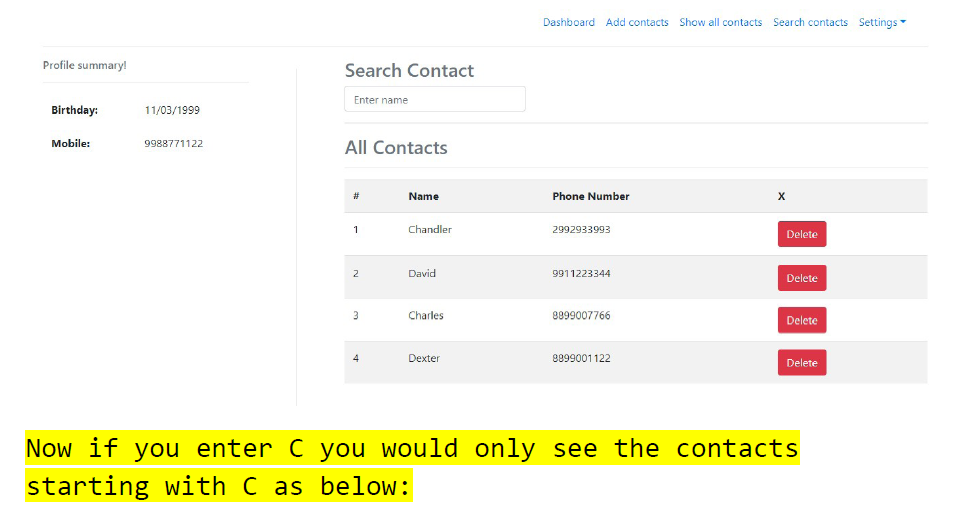 Dashboard Add contacts Show all contacts Search contacts Settings
Profile summary!
Birthday: 11/03/1999
Mobile: 9988771122
Search Contact
Enter name
All Contacts
# Name Phone Number X
1 Chandler 2992933993 Delete
2 David 9911223344 Delete
3 Charles 8899007766 Delete
4 Dexter 8899001122 Delete
Now if you enter C you would only see the contacts
starting with C as below: